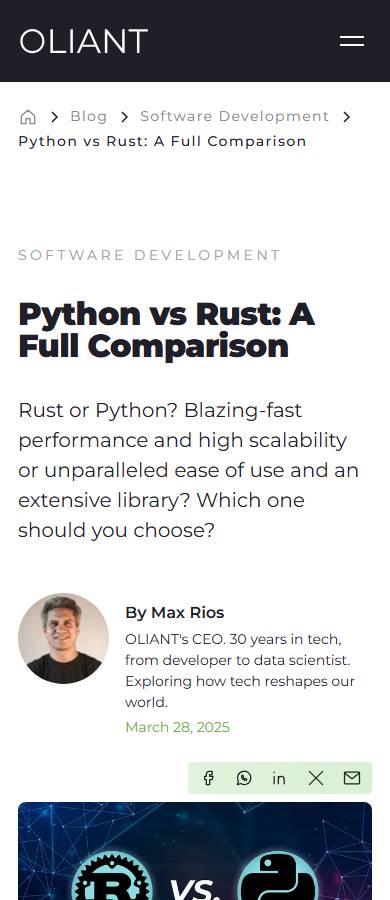 OLIANT
Blog
Software Development
Python vs Rust: A Full Comparison
SOFTWARE DEVELOPMENT
Python vs Rust: A
Full Comparison
Rust or Python? Blazing-fast
performance and high scalability
or unparalleled ease of use and an
extensive library? Which one
should you choose?
By Max Rios
OLIANT's CEO. 30 years in tech,
from developer to data scientist.
Exploring how tech reshapes our
world.
March 28, 2025
R VS.